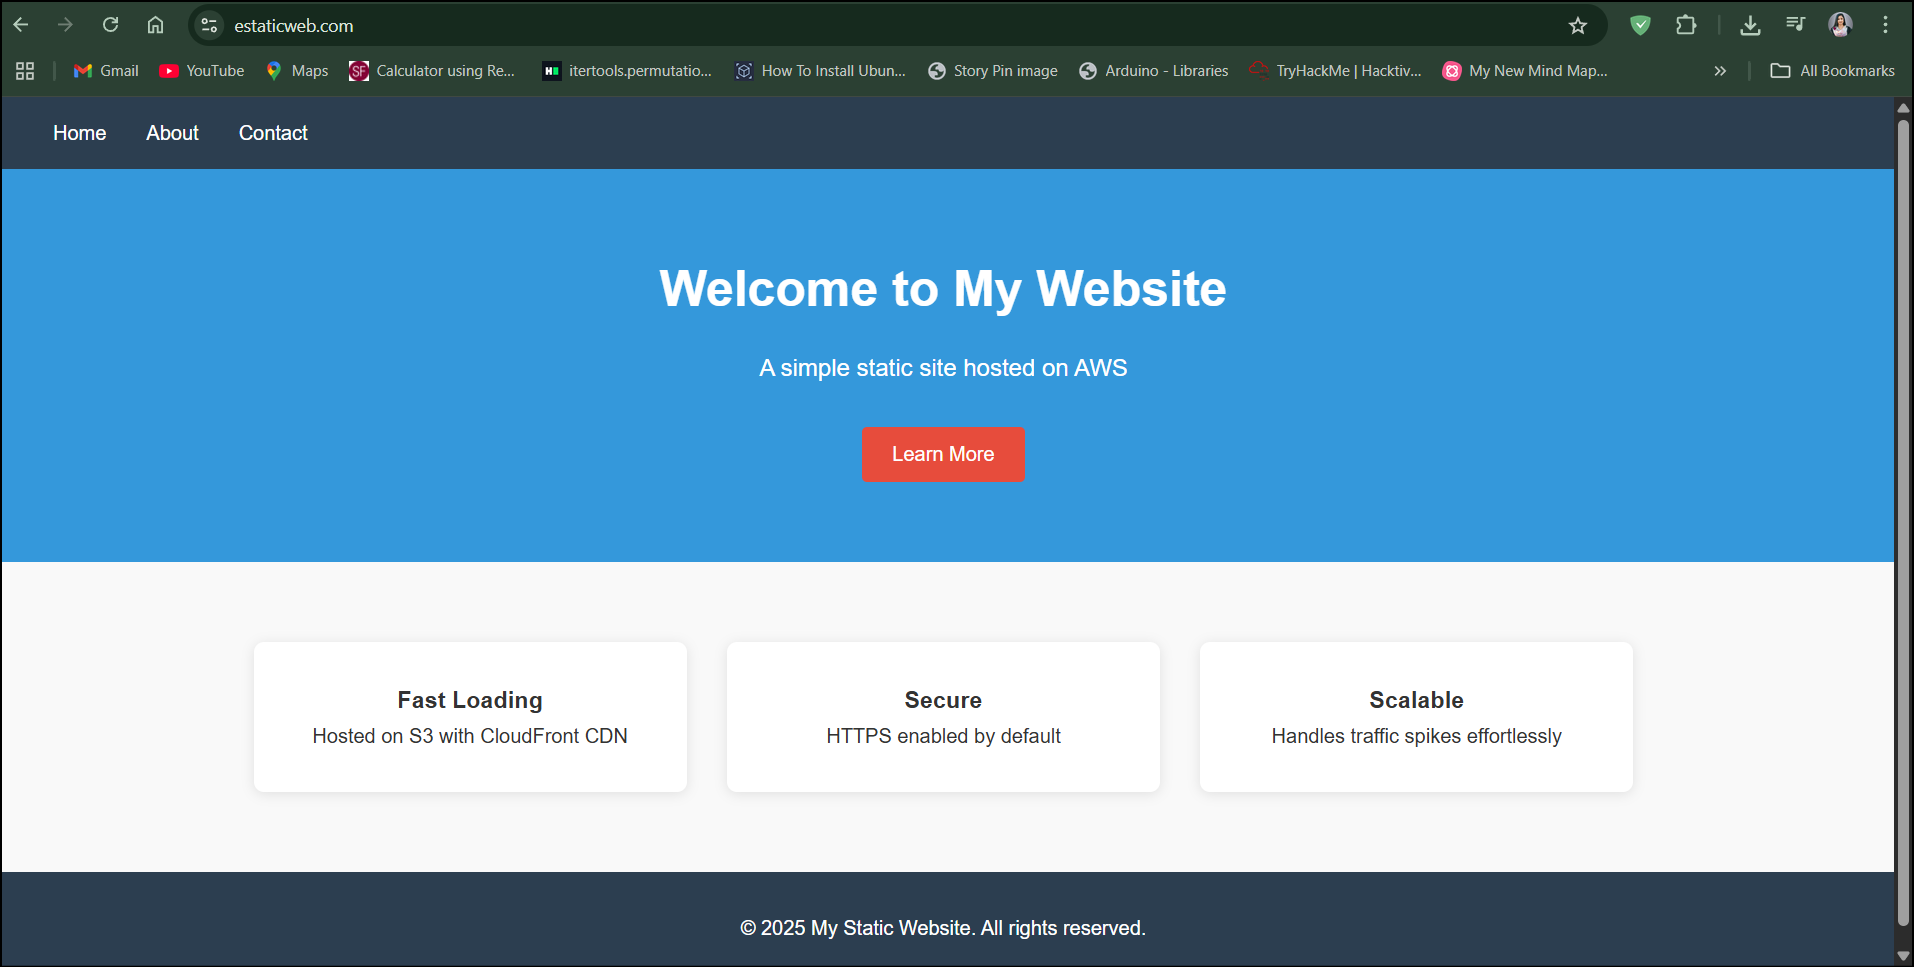 estaticweb.com
Gmail YouTube Maps SF Calculator using Re... itertools.permutatio... How To Install Ubun... Story Pin image Arduino - Libraries TryHackMe | Hacktiv... My New Mind Map... » All Bookmarks
Home About Contact
Welcome to My Website
A simple static site hosted on AWS
Learn More
Fast Loading Secure Scalable
Hosted on S3 with CloudFront CDN HTTPS enabled by default Handles traffic spikes effortlessly
© 2025 My Static Website. All rights reserved.